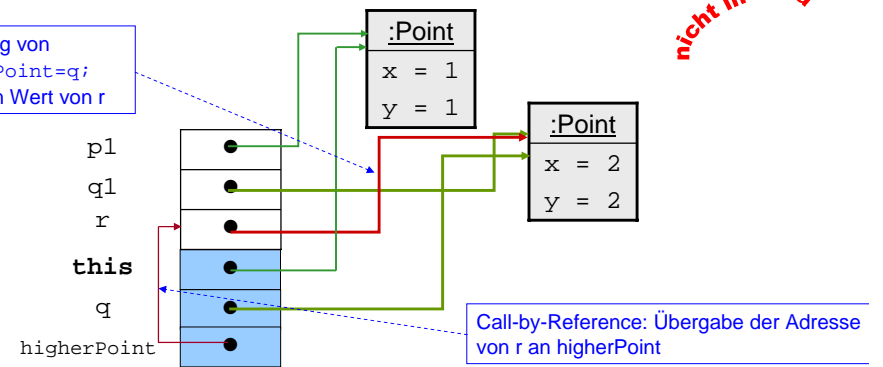 nicht
:Point
x = 1
y = 1
g von
Point=q;
n Wert von r
:Point
x = 2
y = 2
p1
q1
r
this
q
higherPoint
Call-by-Reference: Übergabe der Adresse
von r an higherPoint